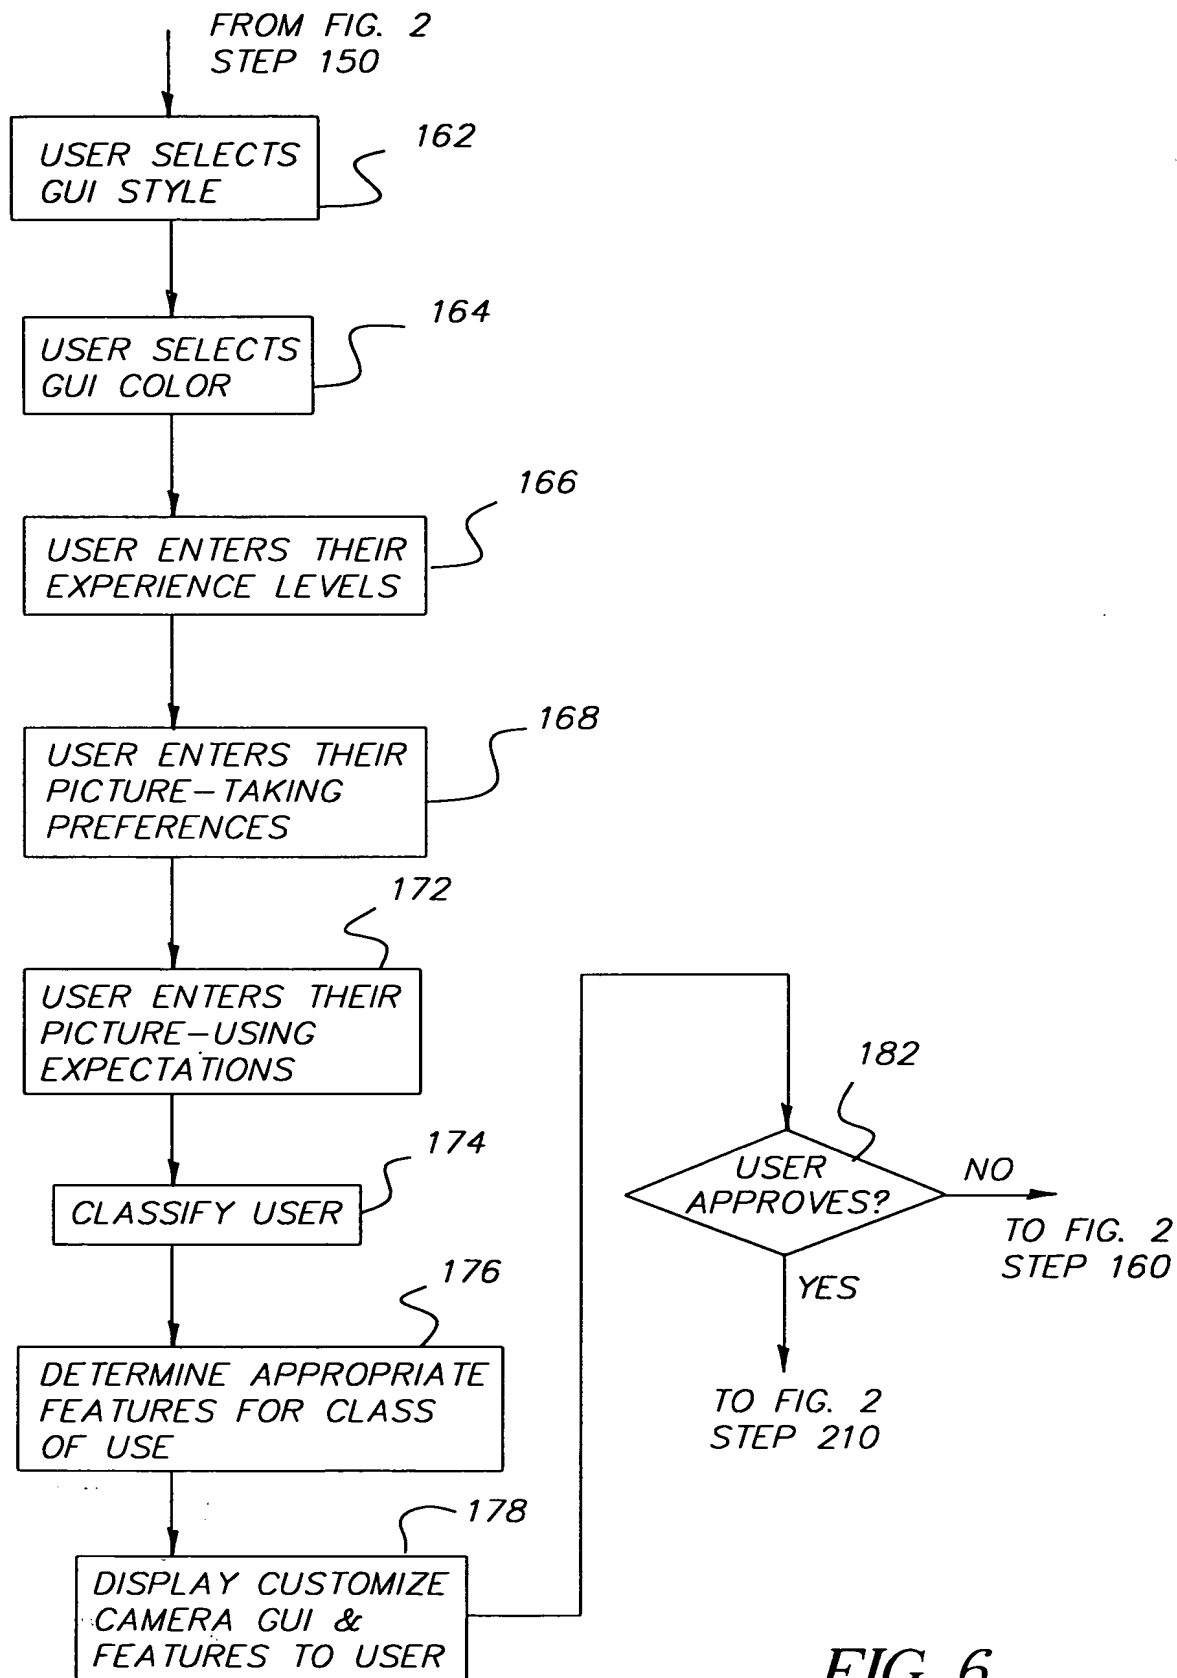 FROM FIG. 2
STEP 150
USER SELECTS
GUI STYLE
162
USER SELECTS
GUI COLOR
164
USER ENTERS THEIR
EXPERIENCE LEVELS
166
USER ENTERS THEIR
PICTURE-TAKING
PREFERENCES
168
USER ENTERS THEIR
PICTURE-USING
EXPECTATIONS
172
CLASSIFY USER
174
DETERMINE APPROPRIATE
FEATURES FOR CLASS
OF USE
176
DISPLAY CUSTOMIZE
CAMERA GUI &
FEATURES TO USER
178
USER
APPROVES?
182
NO
TO FIG. 2
STEP 160
YES
TO FIG. 2
STEP 210
FIG. 6